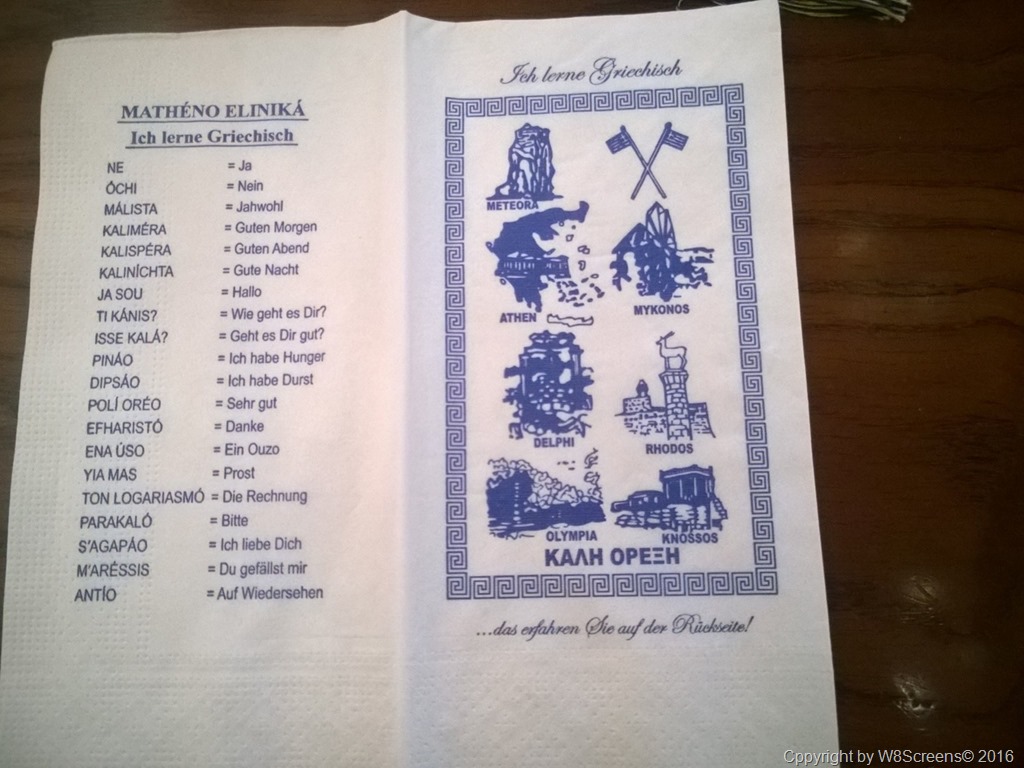 MATHÉNO ELINIKÁ
Ich lerne Griechisch
NE = Ja
ÓCHI = Nein
MÁLISTA = Jahwohl
KALIMÉRA = Guten Morgen
KALISPÉRA = Guten Abend
KALINÍCHTA = Gute Nacht
JA SOU = Hallo
TI KÁNIS? = Wie geht es Dir?
ISSE KALÁ? = Geht es Dir gut?
PINÁO = Ich habe Hunger
DIPSÁO = Ich habe Durst
POLÍ ORÉO = Sehr gut
EFHARISTÓ = Danke
ENA ÚSO = Ein Ouzo
YIA MAS = Prost
TON LOGARIASMÓ = Die Rechnung
PARAKALÓ = Bitte
S'AGAPÁO = Ich liebe Dich
M'ARÉSSIS = Du gefällst mir
ANTÍO = Auf Wiedersehen
Ich lerne Griechisch
METEORA
ATHEN
MYKONOS
DELPHI
RHODOS
OLYMPIA
KNOSSOS
ΚΑΛΗ ΟΡΕΞΗ
...das erfahren Sie auf der Rückseite!
Cppyright by W8Screens© 2016